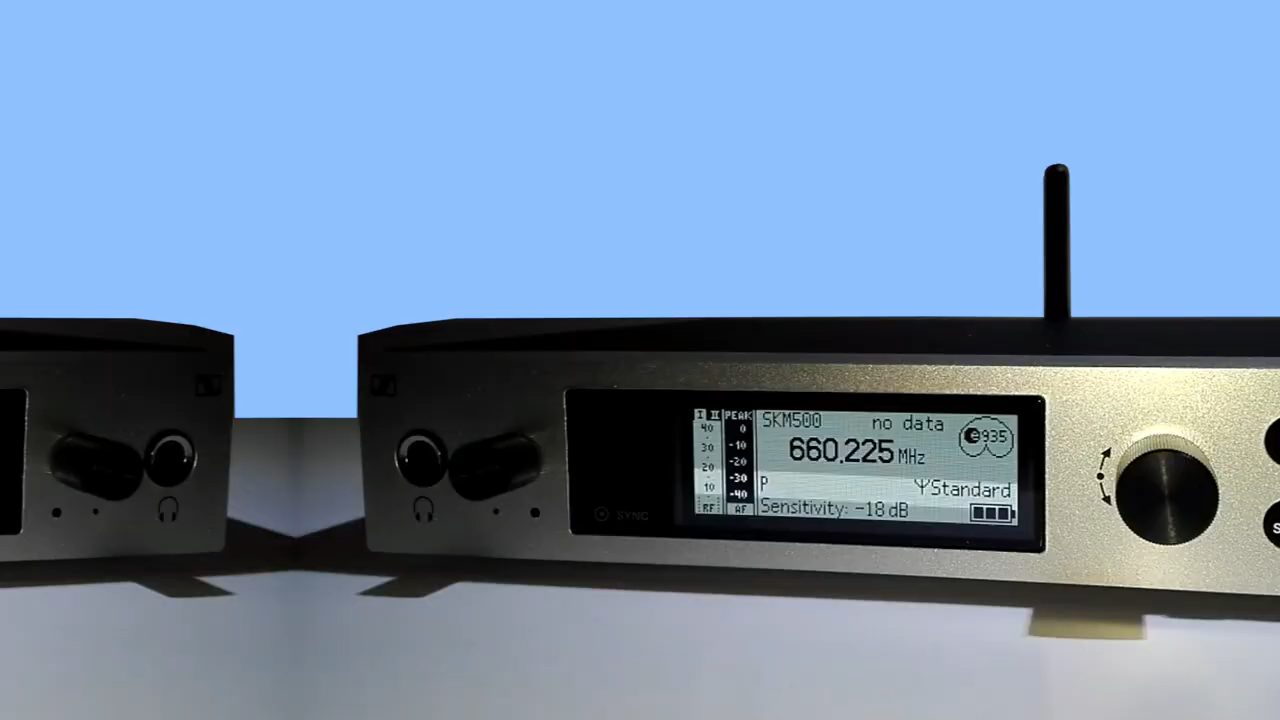 I II PEAK
40 0
30 -10
20 -20
10 -30
-40
RF AF
SKM500 no data
e935
660.225 MHz
P
Standard
Sensitivity: -18 dB
SYNC
S